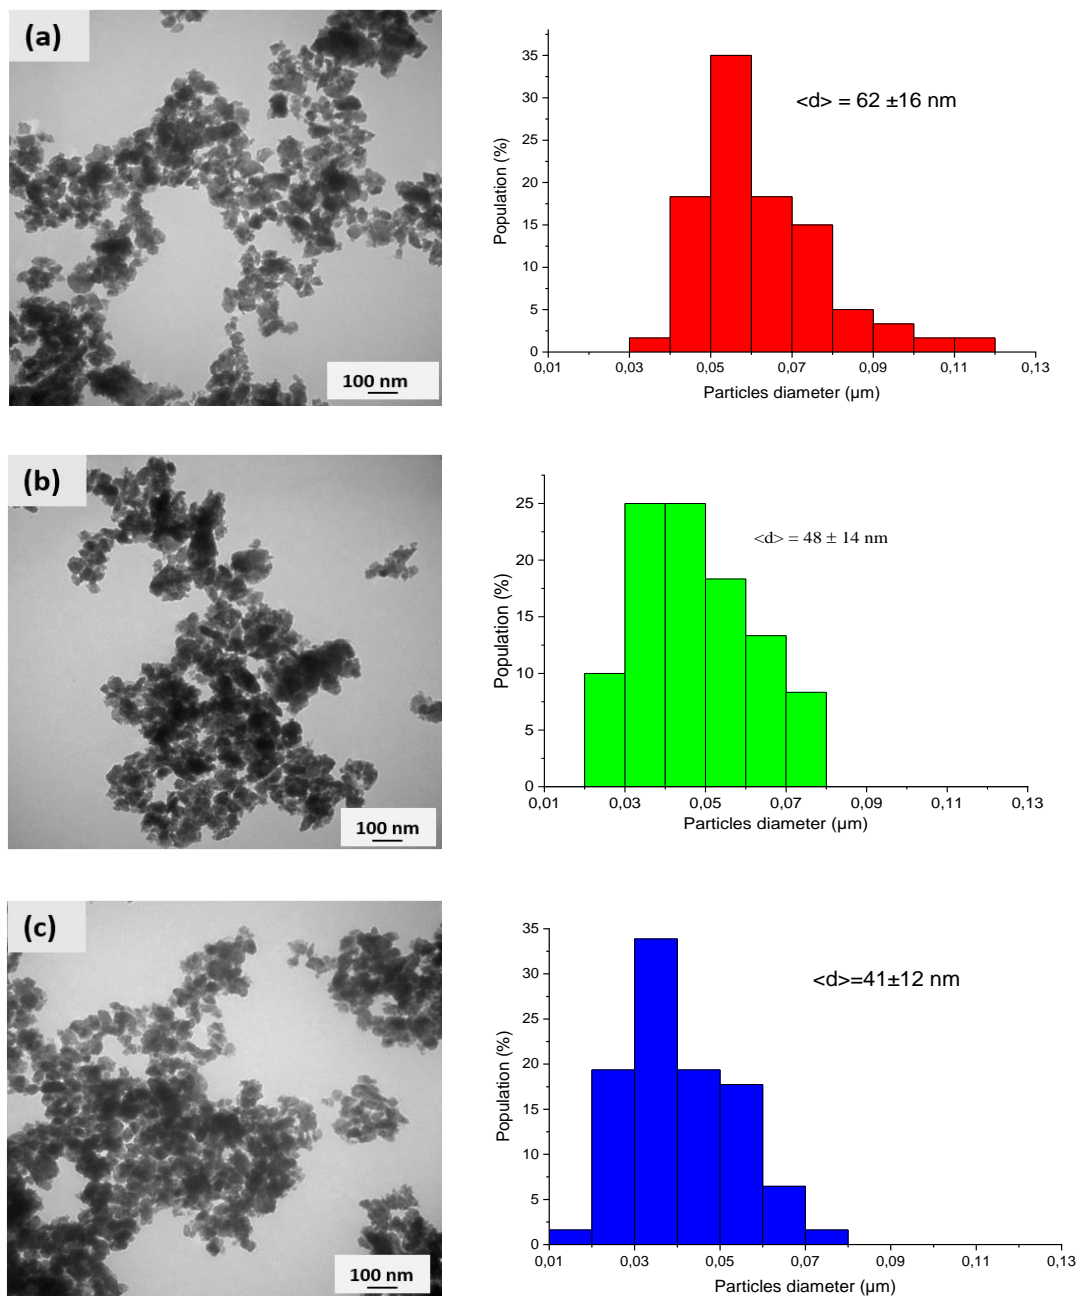 (a)
100 nm
<d> = 62 ±16 nm
Population (%)
35
30
25
20
15
10
5
0
0,01
0,03
0,05
0,07
0,09
0,11
0,13
Particles diameter (µm)
(b)
100 nm
<d> = 48 ± 14 nm
Population (%)
25
20
15
10
5
0
0,01
0,03
0,05
0,07
0,09
0,11
0,13
Particles diameter (µm)
(c)
100 nm
<d>=41±12 nm
Population (%)
35
30
25
20
15
10
5
0
0,01
0,03
0,05
0,07
0,09
0,11
0,13
Particles diameter (µm)